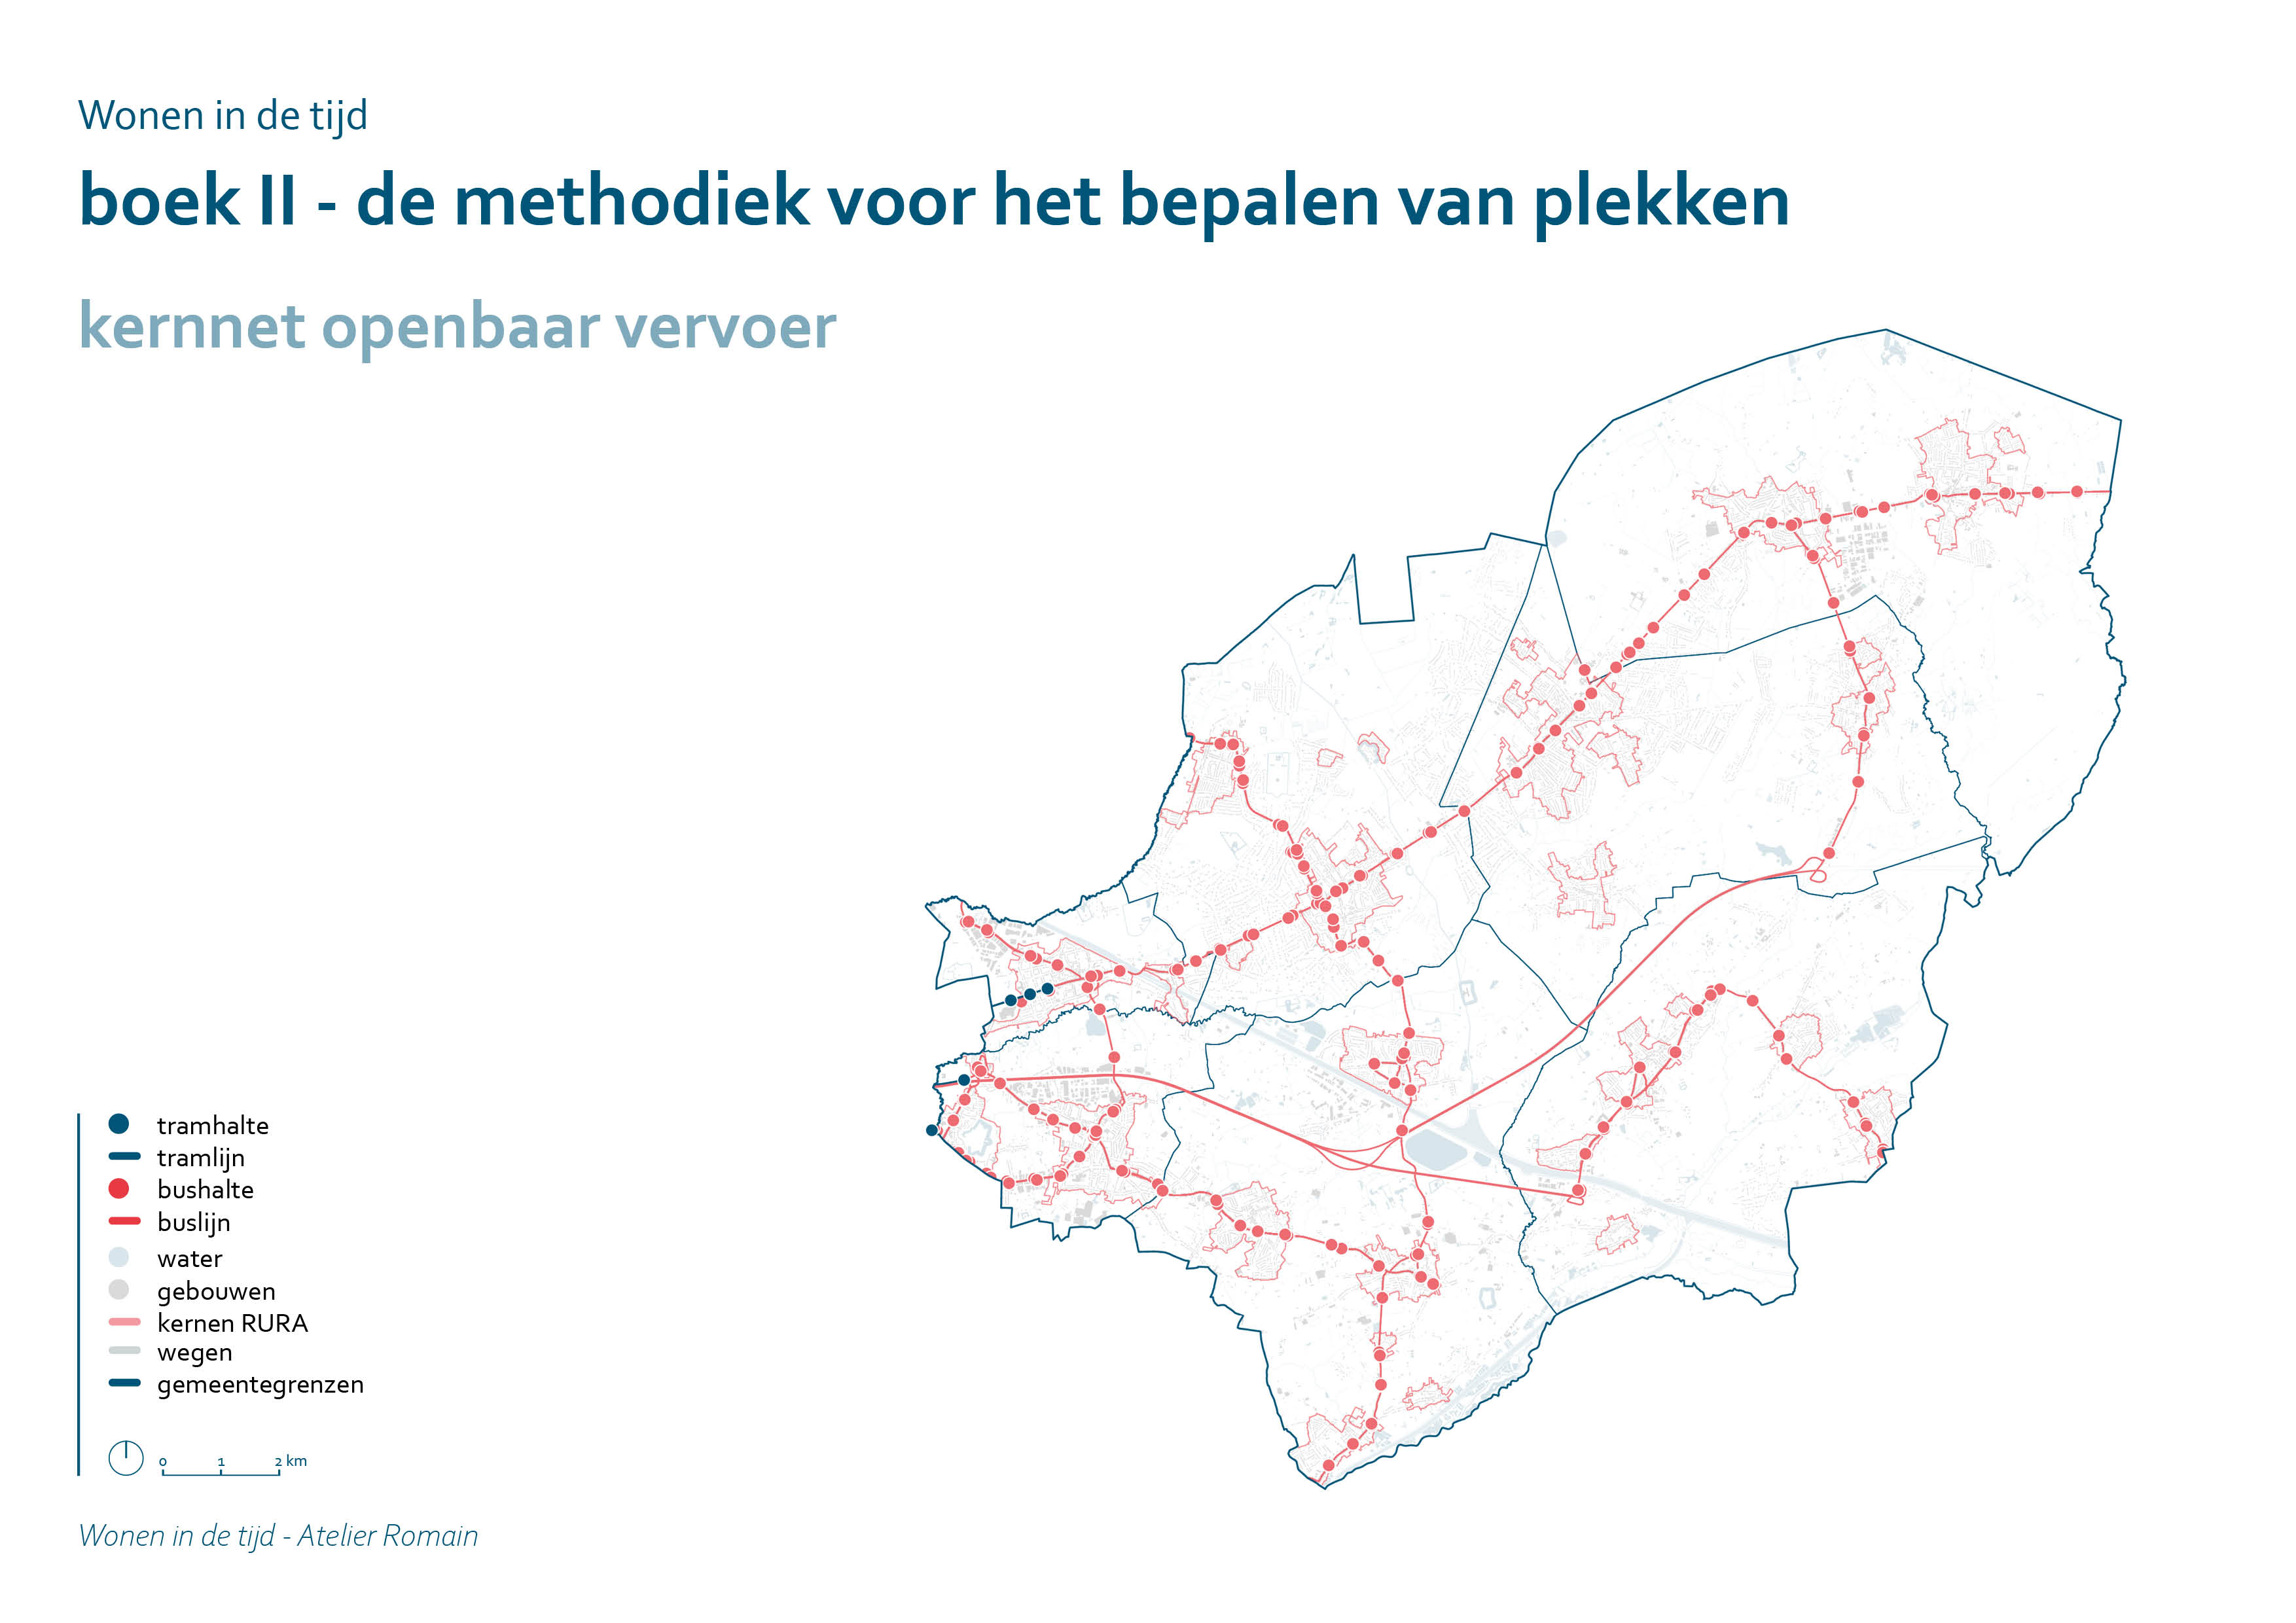 Wonen in de tijd
boek II - de methodiek voor het bepalen van plekken
kernnet openbaar vervoer
tramhalte
tramlijn
bushalte
buslijn
water
gebouwen
kernen RURA
wegen
gemeentegrenzen
0 1 2 km
Wonen in de tijd - Atelier Romain